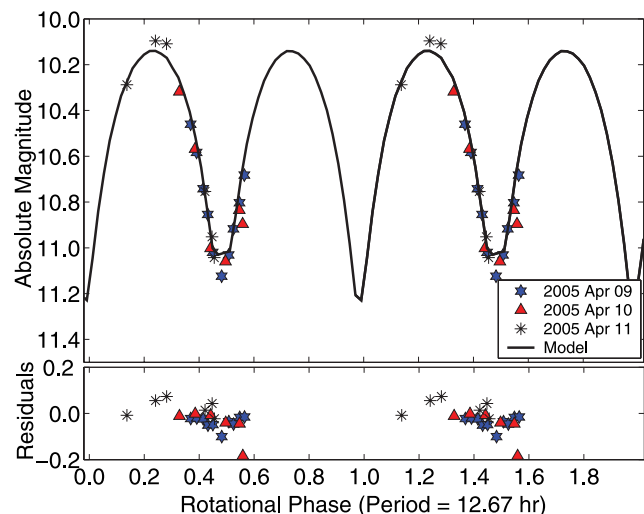 10.0
10.2
10.4
10.6
10.8
11.0
11.2
11.4
Absolute Magnitude
2005 Apr 09
2005 Apr 10
2005 Apr 11
Model
0.2
0.0
−0.2
Residuals
0.0 0.2 0.4 0.6 0.8 1.0 1.2 1.4 1.6 1.8
Rotational Phase (Period = 12.67 hr)